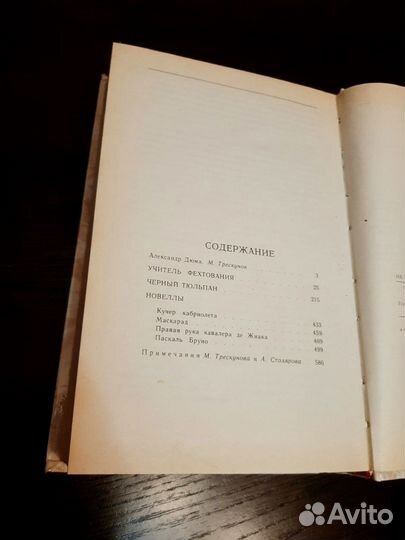 СОДЕРЖАНИЕ
Александр Дюма. М. Трескунов 3
УЧИТЕЛЬ ФЕХТОВАНИЯ 25
ЧЕРНЫЙ ТЮЛЬПАН 215
НОВЕЛЛЫ
Кучер кабриолета 433
Маскарад 459
Правая рука кавалера де Жиака 469
Паскаль Бруно 499
Примечания М. Трескунова и А. Столярова 586
Avito